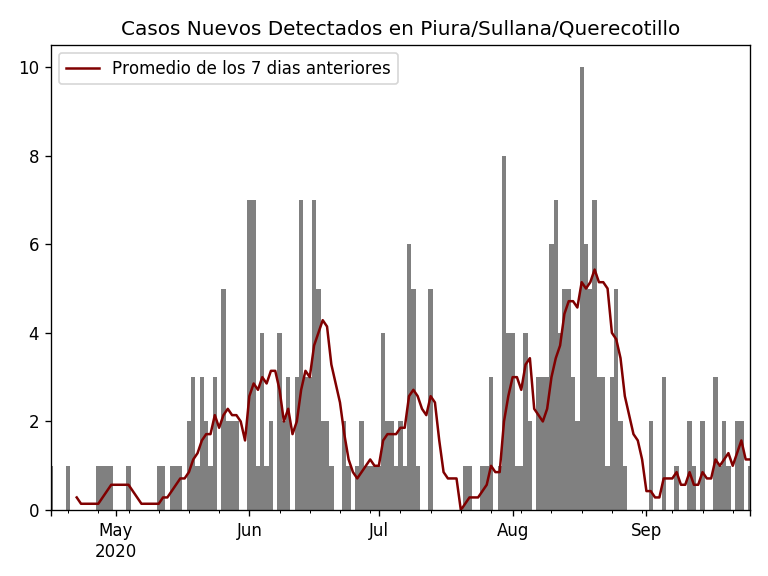 Casos Nuevos Detectados en Piura/Sullana/Querecotillo
Promedio de los 7 dias anteriores
10
8
6
4
2
0
May Jun Jul Aug Sep
2020